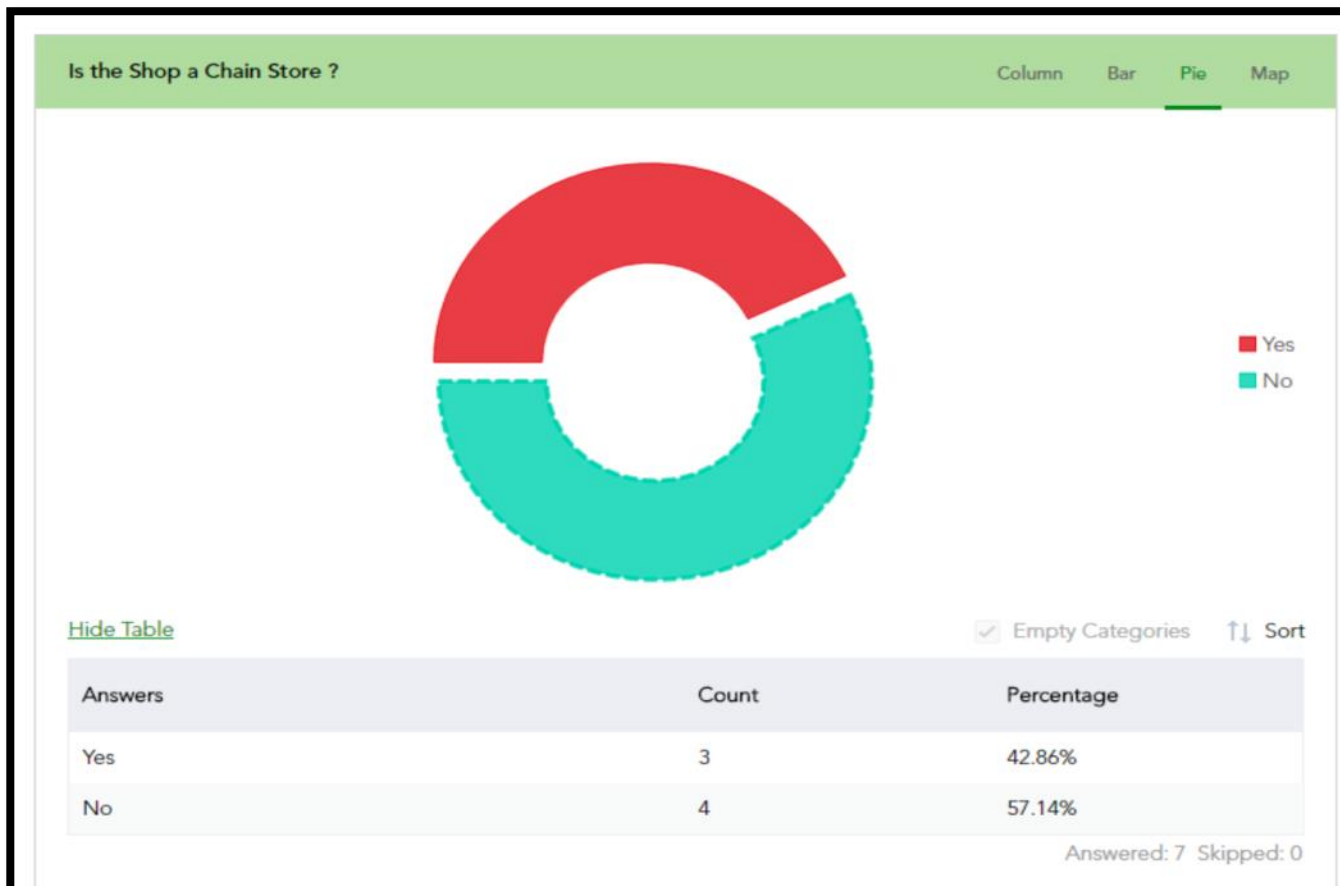 Is the Shop a Chain Store ? Column Bar Pie Map
Yes
No
Hide Table Empty Categories Sort
Answers Count Percentage
Yes 3 42.86%
No 4 57.14%
Answered: 7 Skipped: 0